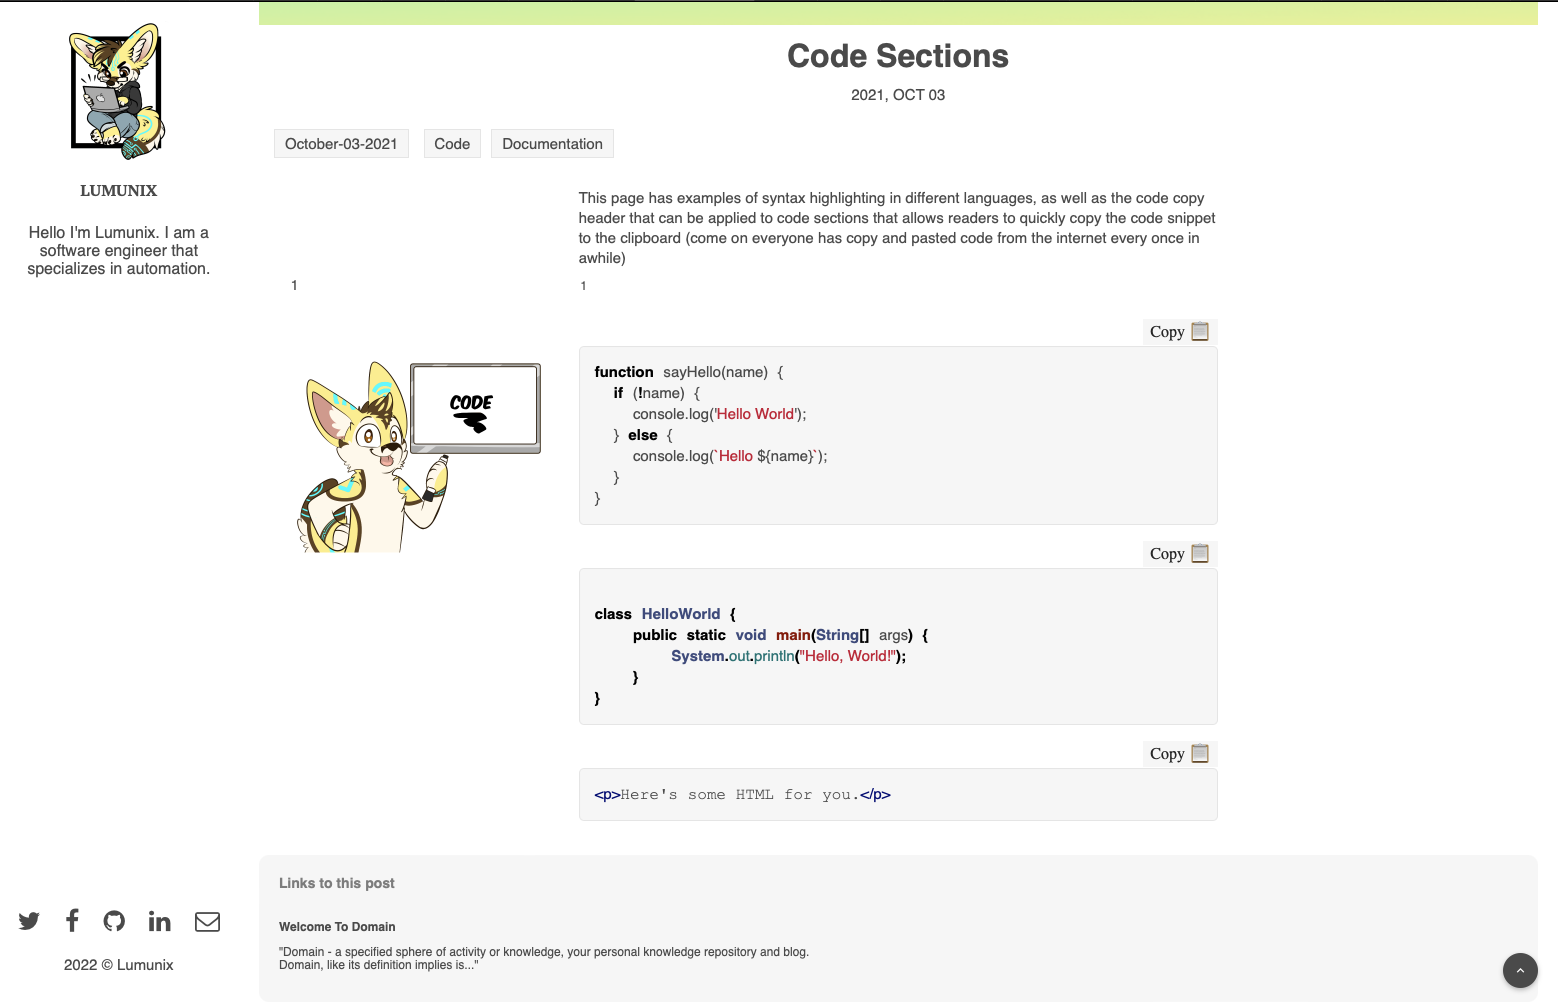 LUMUNIX
Hello I'm Lumunix. I am a
software engineer that
specializes in automation.
Code Sections
2021, OCT 03
October-03-2021 Code Documentation
This page has examples of syntax highlighting in different languages, as well as the code copy
header that can be applied to code sections that allows readers to quickly copy the code snippet
to the clipboard (come on everyone has copy and pasted code from the internet every once in
awhile)
1 1
CODE
Copy
function sayHello(name) {
if (!name) {
console.log('Hello World');
} else {
console.log(`Hello ${name}`);
}
}
Copy
class HelloWorld {
public static void main(String[] args) {
System.out.println("Hello, World!");
}
}
Copy
<p>Here's some HTML for you.</p>
Links to this post
Welcome To Domain
"Domain - a specified sphere of activity or knowledge, your personal knowledge repository and blog.
Domain, like its definition implies is..."
2022 © Lumunix